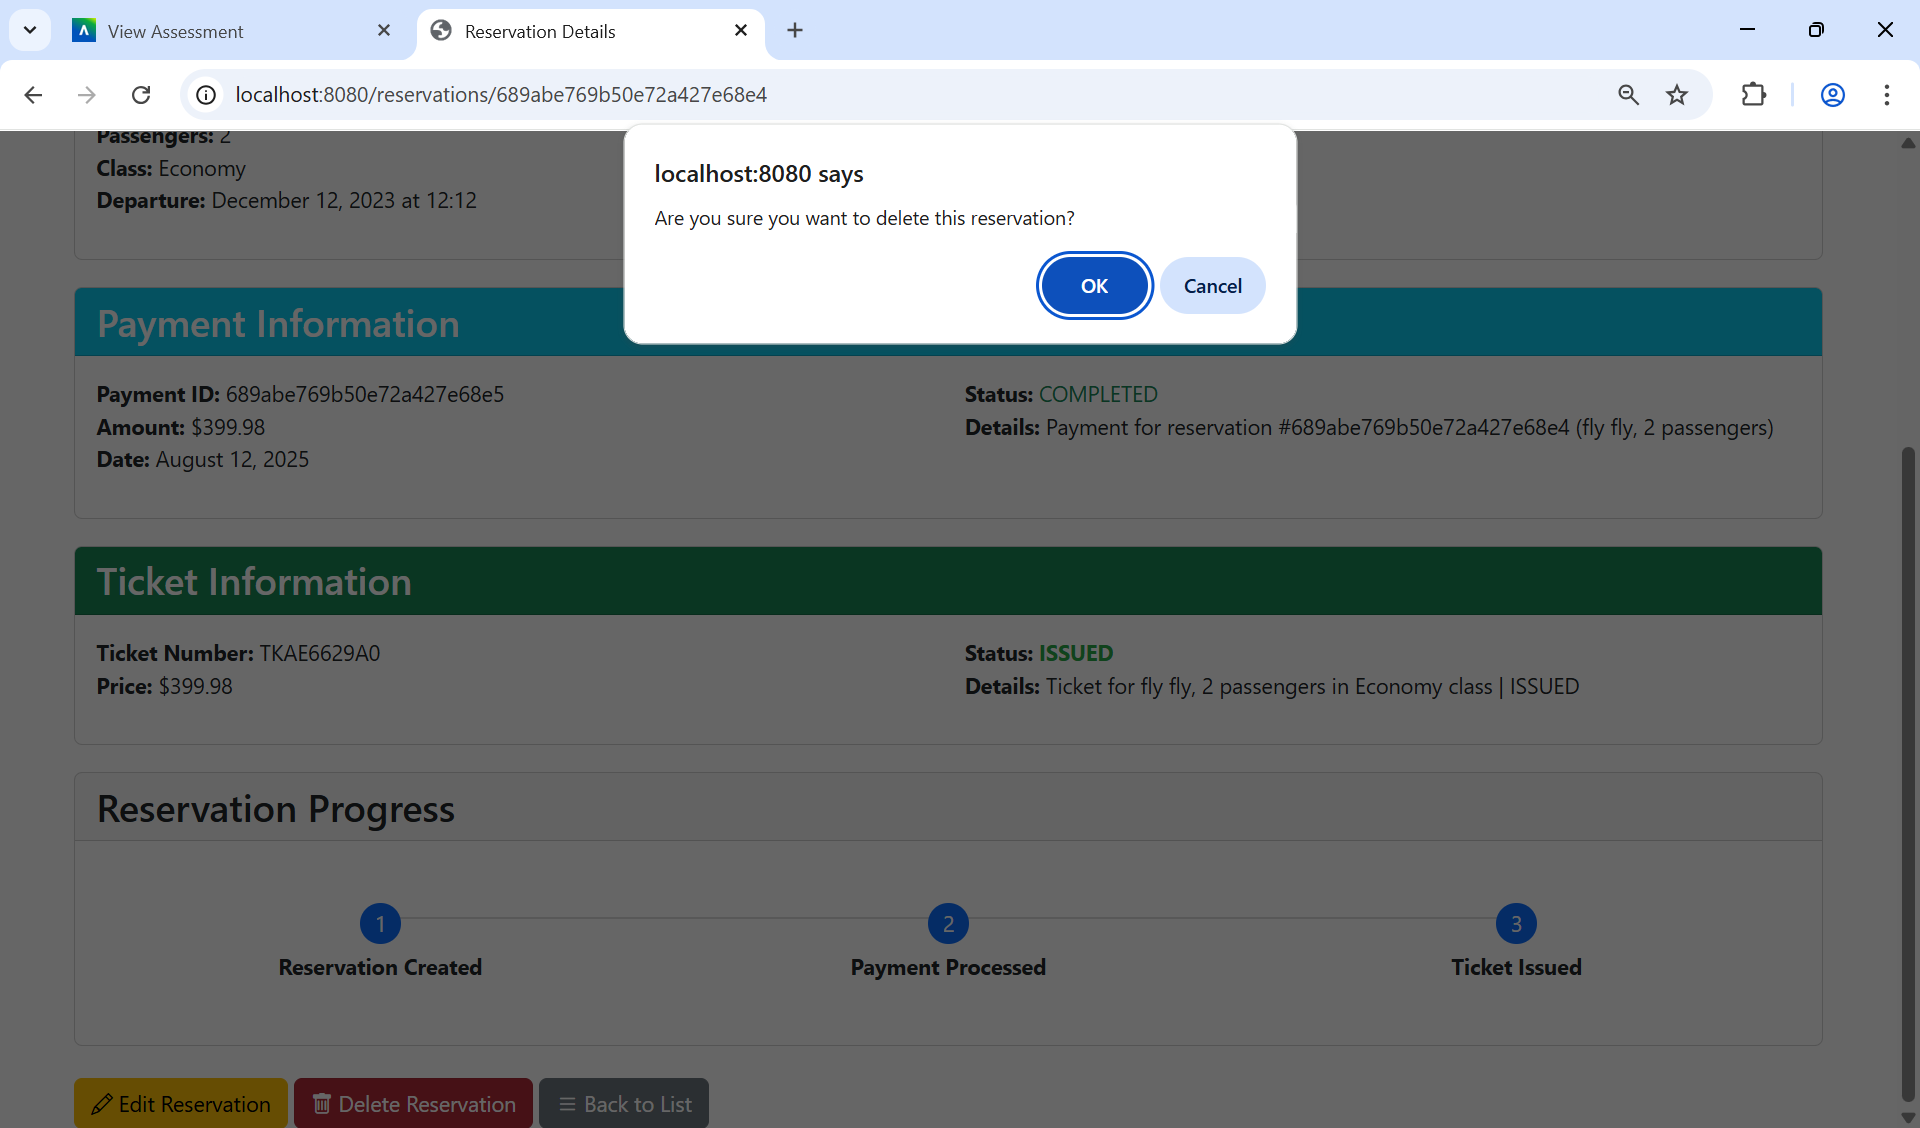 View Assessment
Reservation Details
localhost:8080/reservations/689abe769b50e72a427e68e4
localhost:8080 says
Are you sure you want to delete this reservation?
OK
Cancel
Passengers: 2
Class: Economy
Departure: December 12, 2023 at 12:12
Payment Information
Payment ID: 689abe769b50e72a427e68e5
Amount: $399.98
Date: August 12, 2025
Status: COMPLETED
Details: Payment for reservation #689abe769b50e72a427e68e4 (fly fly, 2 passengers)
Ticket Information
Ticket Number: TKAE6629A0
Price: $399.98
Status: ISSUED
Details: Ticket for fly fly, 2 passengers in Economy class | ISSUED
Reservation Progress
1
Reservation Created
2
Payment Processed
3
Ticket Issued
Edit Reservation
Delete Reservation
Back to List